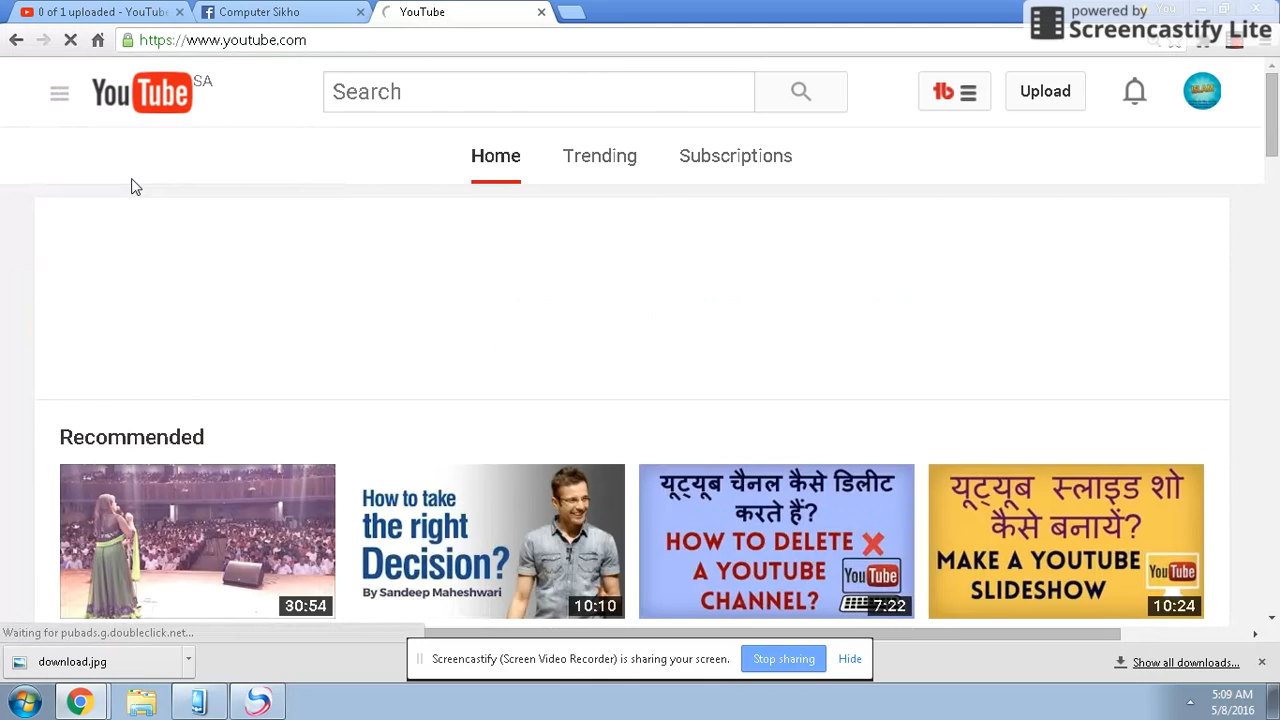 0 of 1 uploaded - YouTube
Computer Sikho
YouTube
powered by
Screencastify Lite
https://www.youtube.com
YouTube SA
Search
Upload
Home
Trending
Subscriptions
Recommended
30:54
How to take
the right
Decision?
By Sandeep Maheshwari
10:10
यूट्यूब चैनल कैसे डिलीट
करते हैं?
HOW TO DELETE
A YOUTUBE
CHANNEL?
YouTube
7:22
यूट्यूब स्लाइड शो
कैसे बनायें?
MAKE A YOUTUBE
SLIDESHOW
YouTube
10:24
Waiting for pubads.g.doubleclick.net...
download.jpg
Screencastify (Screen Video Recorder) is sharing your screen.
Stop sharing
Hide
Show all downloads...
5:09 AM
5/8/2016